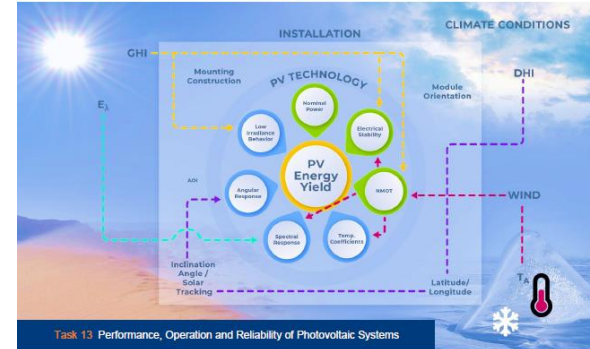 CLIMATE CONDITIONS
INSTALLATION
GHI
Mounting
Construction
PV TECHNOLOGY
Module
Orientation
DHI
Nominal
Power
Eλ
Low
Irradiance
Behavior
Electrical
Stability
PV
Energy
Yield
AOI
Angular
Response
NMOT
WIND
Spectral
Response
Temp.
Coefficients
Inclination
Angle /
Solar
Tracking
Latitude/
Longitude
TA
Task 13 Performance, Operation and Reliability of Photovoltaic Systems